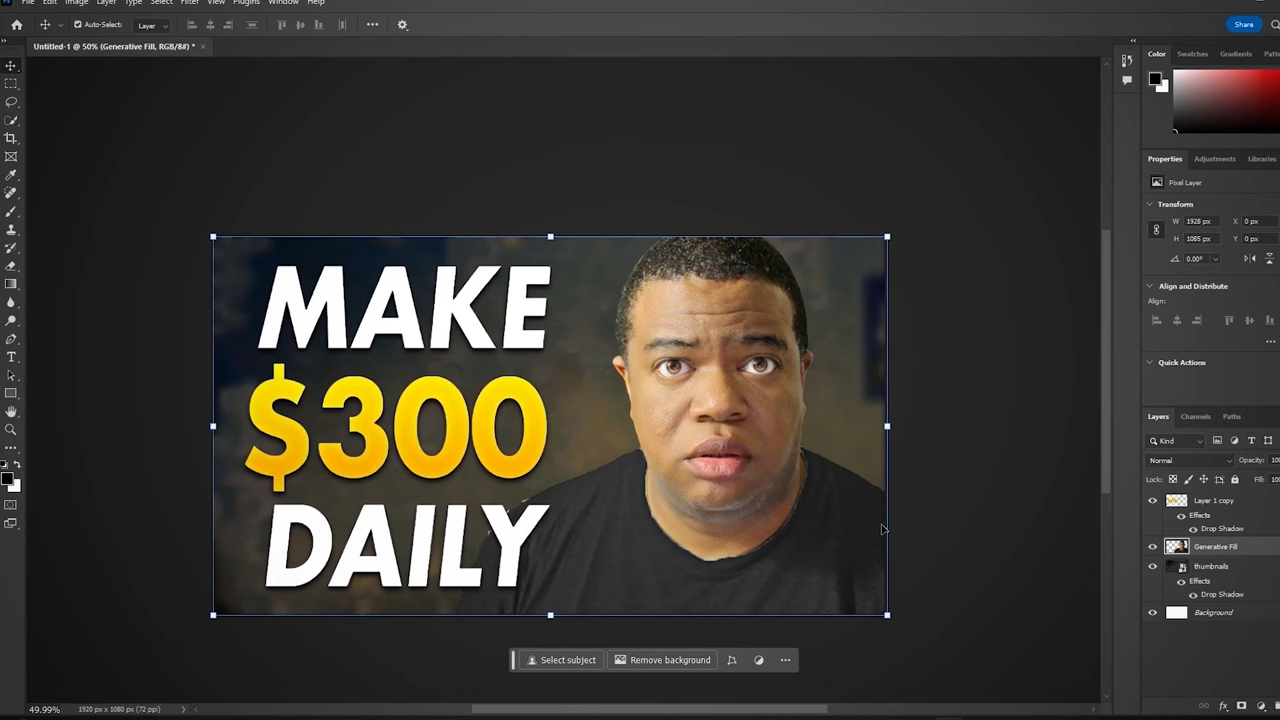 File Edit Image Layer Type Select Filter View Plugins Window Help
Auto-Select: Layer Share
Untitled-1 @ 50% (Generative Fill, RGB/8#) *
Color Swatches Gradients
MAKE
$300
DAILY
Properties Adjustments Libraries
Pixel Layer
Transform
W 1928 px X 0 px
H 1085 px Y 0 px
0.00°
Align and Distribute
Align:
Quick Actions
Layers Channels Paths
Kind
Normal Opacity:
Lock: Fill:
Layer 1 copy
Effects
Drop Shadow
Generative Fill
thumbnails
Effects
Drop Shadow
Background
Select subject Remove background
49.99% 1920 px x 1080 px (72 ppi)